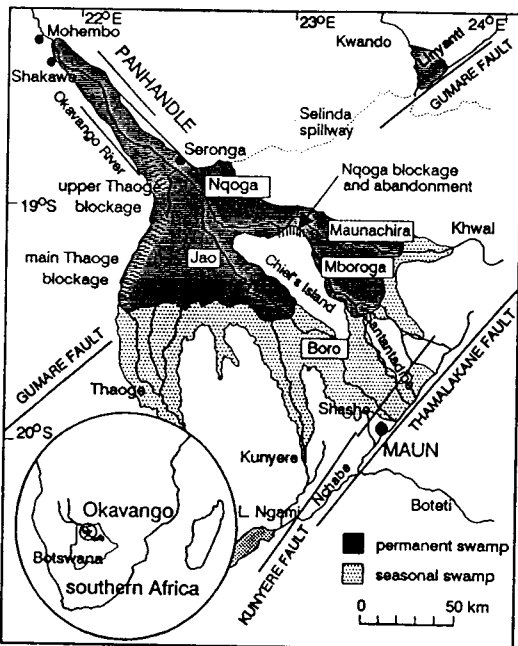 22°E
23°E
24°E
Mohembo
Shakawe
PANHANDLE
Okavango River
Kwando
Linyanti
GUMARE FAULT
Selinda
spillway
Seronga
Nqoga
upper Thaoge
blockage
19°S
Nqoga blockage
and abandonment
Maunachira
Khwai
main Thaoge
blockage
Jao
Chief's Island
Mboroga
Santantadibe
GUMARE FAULT
Boro
Thaoge
THAMALAKANE FAULT
Shashe
20°S
MAUN
Kunyere
Nchabe
Boteti
L. Ngami
KUNYERE FAULT
Okavango
Botswana
southern Africa
permanent swamp
seasonal swamp
0 50 km